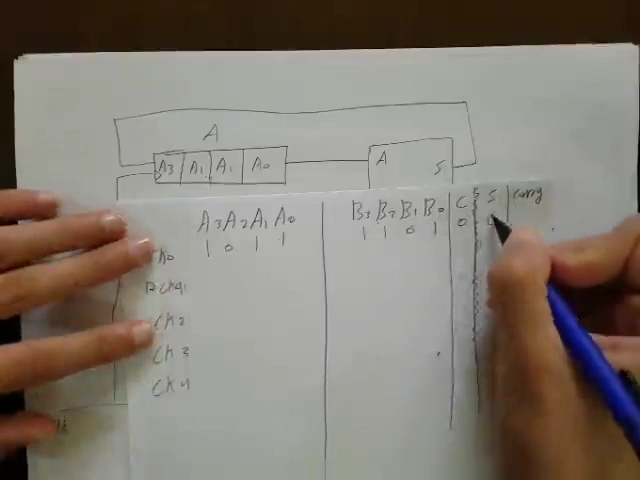 A
A3 A1 A1 A0 A S
A3 A2 A1 A0 B3 B2 B1 B0 C S carry
1 0 1 1 1 1 0 1 0
CK1
CK2
CK3
CK4